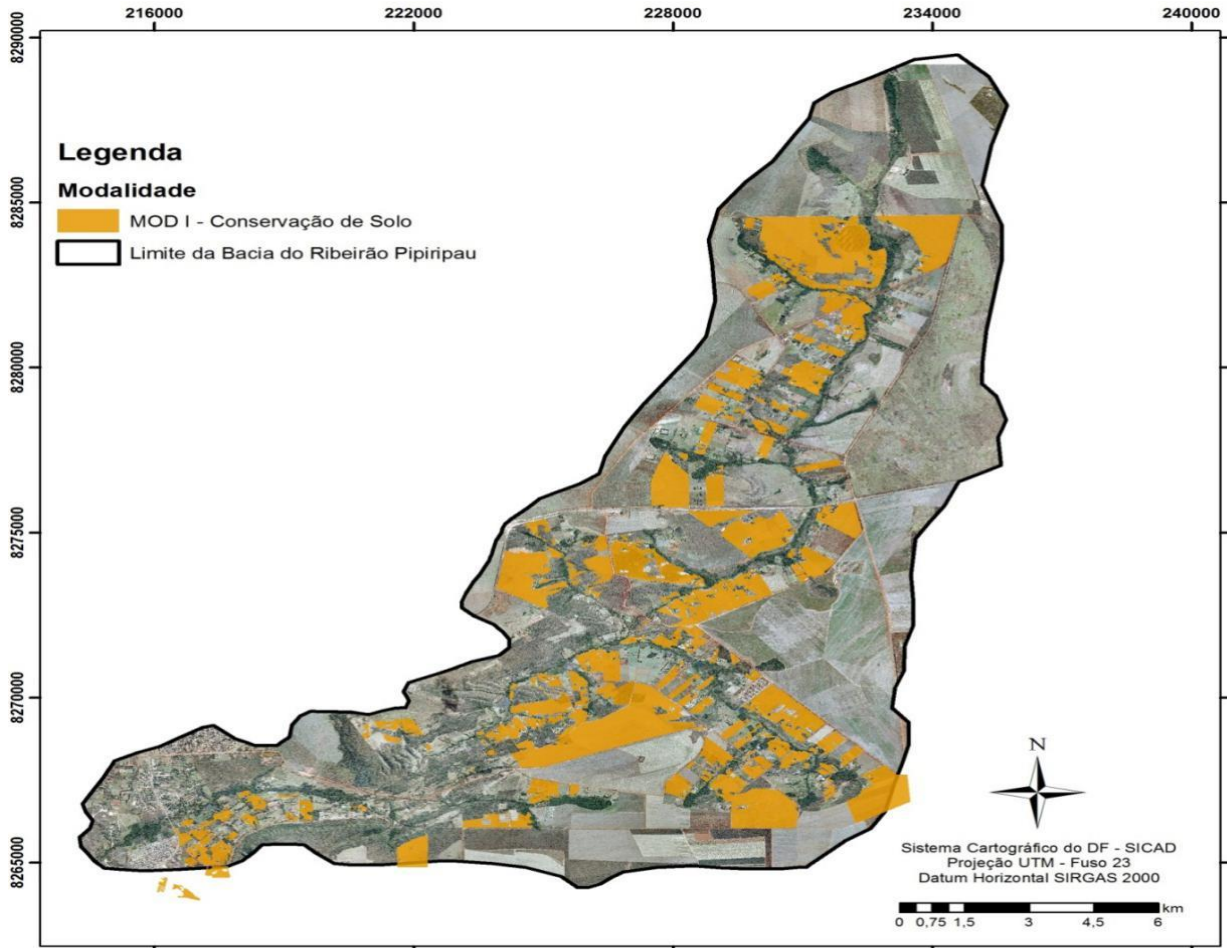 216000 222000 228000 234000 240000
8290000
8285000
8280000
8275000
8270000
8265000
Legenda
Modalidade
MOD I - Conservação de Solo
Limite da Bacia do Ribeirão Pipiripau
N
Sistema Cartográfico do DF - SICAD
Projeção UTM - Fuso 23
Datum Horizontal SIRGAS 2000
km
0 0,75 1,5 3 4,5 6